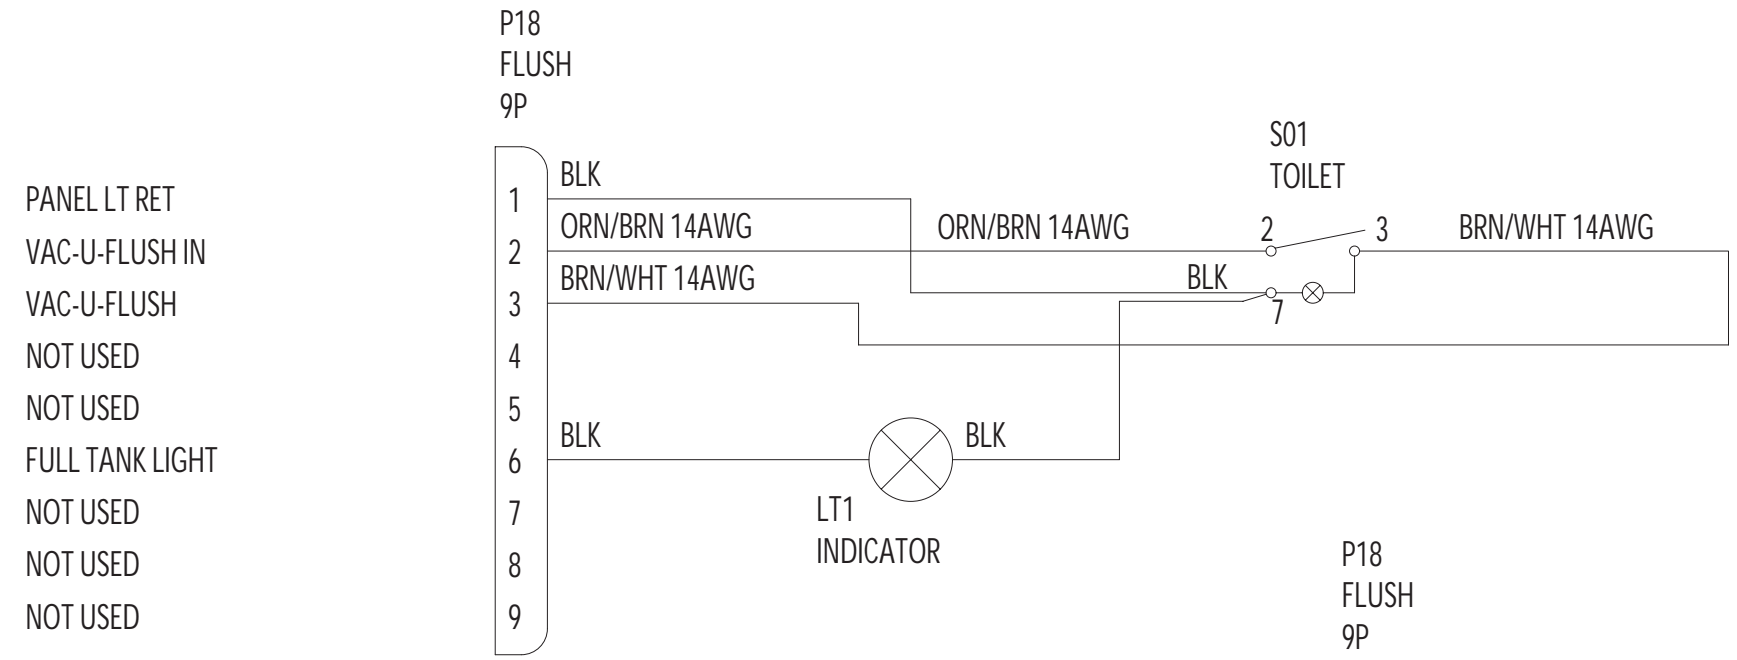 P18
FLUSH
9P
S01
TOILET
PANEL LT RET 1 BLK
VAC-U-FLUSH IN 2 ORN/BRN 14AWG ORN/BRN 14AWG 2 3 BRN/WHT 14AWG
VAC-U-FLUSH 3 BRN/WHT 14AWG BLK 7
NOT USED 4
NOT USED 5
FULL TANK LIGHT 6 BLK BLK
NOT USED 7
LT1
INDICATOR
NOT USED 8
NOT USED 9
P18
FLUSH
9P